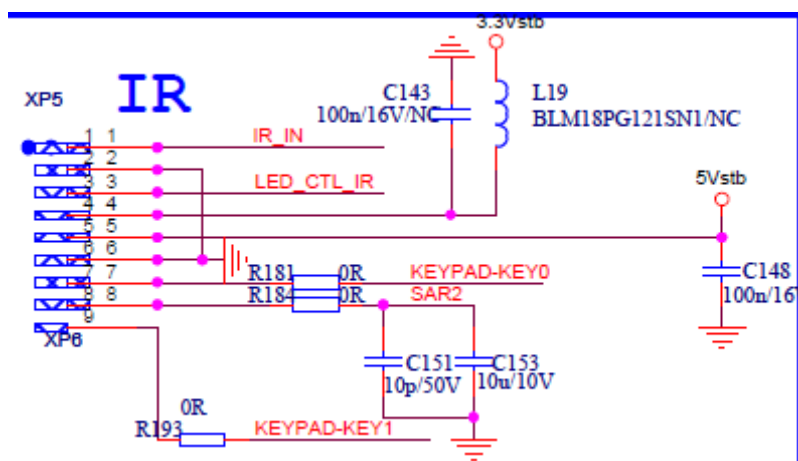 3.3Vstb
IR
XP5
C143
100n/16V/NC
L19
BLM18PG121SN1/NC
1 1 IR_IN
2 2
3 3 LED_CTL_IR
4 4
5 5
5Vstb
6 6
7 7 R181 0R KEYPAD-KEY0
8 8 R184 0R SAR2
9
XP6
C148
100n/16
C151
10p/50V
C153
10u/10V
0R
R193 KEYPAD-KEY1